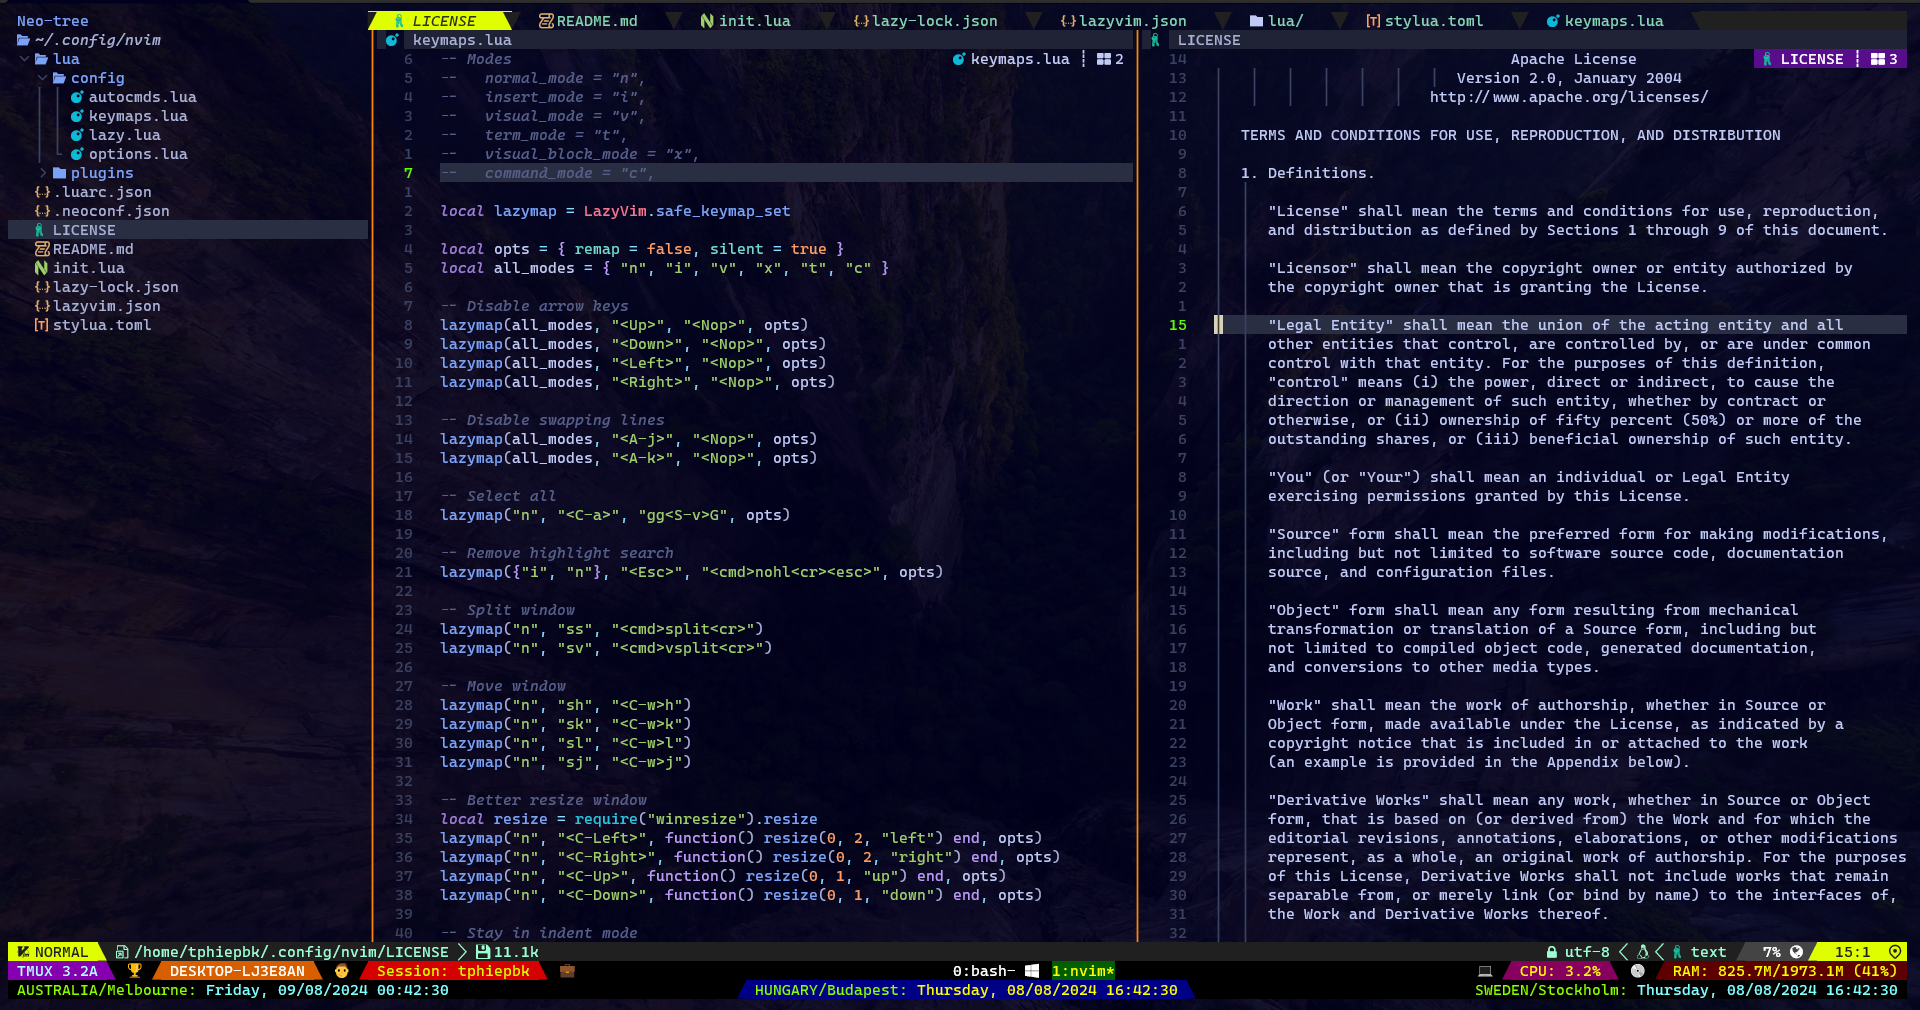 LICENSE README.md init.lua lazy-lock.json lazyvim.json lua/ stylua.toml keymaps.lua
Neo-tree
~/.config/nvim
lua
config
autocmds.lua
keymaps.lua
lazy.lua
options.lua
plugins
.luarc.json
.neoconf.json
LICENSE
README.md
init.lua
lazy-lock.json
lazyvim.json
stylua.toml
keymaps.lua
keymaps.lua 2
6 -- Modes
5 --   normal_mode = "n",
4 --   insert_mode = "i",
3 --   visual_mode = "v",
2 --   term_mode = "t",
1 --   visual_block_mode = "x",
7 --   command_mode = "c",
1
2 local lazymap = LazyVim.safe_keymap_set
3
4 local opts = { remap = false, silent = true }
5 local all_modes = { "n", "i", "v", "x", "t", "c" }
6
7 -- Disable arrow keys
8 lazymap(all_modes, "<Up>", "<Nop>", opts)
9 lazymap(all_modes, "<Down>", "<Nop>", opts)
10 lazymap(all_modes, "<Left>", "<Nop>", opts)
11 lazymap(all_modes, "<Right>", "<Nop>", opts)
12
13 -- Disable swapping lines
14 lazymap(all_modes, "<A-j>", "<Nop>", opts)
15 lazymap(all_modes, "<A-k>", "<Nop>", opts)
16
17 -- Select all
18 lazymap("n", "<C-a>", "gg<S-v>G", opts)
19
20 -- Remove highlight search
21 lazymap({"i", "n"}, "<Esc>", "<cmd>nohl<cr><esc>", opts)
22
23 -- Split window
24 lazymap("n", "ss", "<cmd>split<cr>")
25 lazymap("n", "sv", "<cmd>vsplit<cr>")
26
27 -- Move window
28 lazymap("n", "sh", "<C-w>h")
29 lazymap("n", "sk", "<C-w>k")
30 lazymap("n", "sl", "<C-w>l")
31 lazymap("n", "sj", "<C-w>j")
32
33 -- Better resize window
34 local resize = require("winresize").resize
35 lazymap("n", "<C-Left>", function() resize(0, 2, "left") end, opts)
36 lazymap("n", "<C-Right>", function() resize(0, 2, "right") end, opts)
37 lazymap("n", "<C-Up>", function() resize(0, 1, "up") end, opts)
38 lazymap("n", "<C-Down>", function() resize(0, 1, "down") end, opts)
39
40 -- Stay in indent mode
LICENSE
LICENSE 3
14 Apache License
13 Version 2.0, January 2004
12 http://www.apache.org/licenses/
11
10 TERMS AND CONDITIONS FOR USE, REPRODUCTION, AND DISTRIBUTION
9
8 1. Definitions.
7
6 "License" shall mean the terms and conditions for use, reproduction,
5 and distribution as defined by Sections 1 through 9 of this document.
4
3 "Licensor" shall mean the copyright owner or entity authorized by
2 the copyright owner that is granting the License.
1
15 "Legal Entity" shall mean the union of the acting entity and all
1 other entities that control, are controlled by, or are under common
2 control with that entity. For the purposes of this definition,
3 "control" means (i) the power, direct or indirect, to cause the
4 direction or management of such entity, whether by contract or
5 otherwise, or (ii) ownership of fifty percent (50%) or more of the
6 outstanding shares, or (iii) beneficial ownership of such entity.
7
8 "You" (or "Your") shall mean an individual or Legal Entity
9 exercising permissions granted by this License.
10
11 "Source" form shall mean the preferred form for making modifications,
12 including but not limited to software source code, documentation
13 source, and configuration files.
14
15 "Object" form shall mean any form resulting from mechanical
16 transformation or translation of a Source form, including but
17 not limited to compiled object code, generated documentation,
18 and conversions to other media types.
19
20 "Work" shall mean the work of authorship, whether in Source or
21 Object form, made available under the License, as indicated by a
22 copyright notice that is included in or attached to the work
23 (an example is provided in the Appendix below).
24
25 "Derivative Works" shall mean any work, whether in Source or Object
26 form, that is based on (or derived from) the Work and for which the
27 editorial revisions, annotations, elaborations, or other modifications
28 represent, as a whole, an original work of authorship. For the purposes
29 of this License, Derivative Works shall not include works that remain
30 separable from, or merely link (or bind by name) to the interfaces of,
31 the Work and Derivative Works thereof.
32
NORMAL /home/tphiepbk/.config/nvim/LICENSE 11.1k utf-8 text 7% 15:1
TMUX 3.2A DESKTOP-LJ3E8AN Session: tphiepbk 0:bash- 1:nvim* CPU: 3.2% RAM: 825.7M/1973.1M (41%)
AUSTRALIA/Melbourne: Friday, 09/08/2024 00:42:30 HUNGARY/Budapest: Thursday, 08/08/2024 16:42:30 SWEDEN/Stockholm: Thursday, 08/08/2024 16:42:30